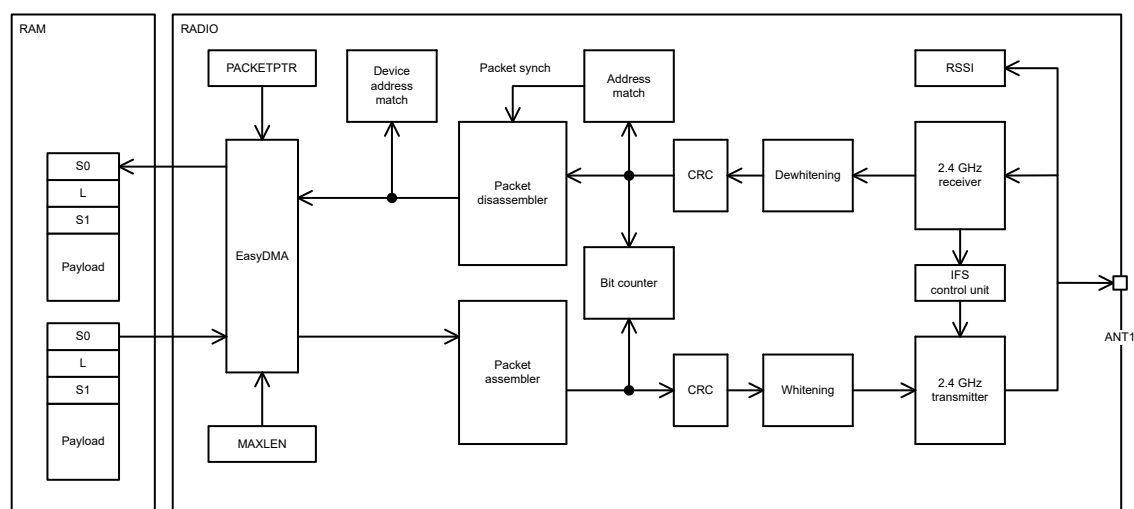 RAM
RADIO
PACKETPTR
Device
address
match
Packet synch
Address
match
RSSI
S0
L
S1
Payload
EasyDMA
Packet
disassembler
CRC
Dewhitening
2.4 GHz
receiver
Bit counter
IFS
control unit
ANT1
S0
L
S1
Payload
MAXLEN
Packet
assembler
CRC
Whitening
2.4 GHz
transmitter